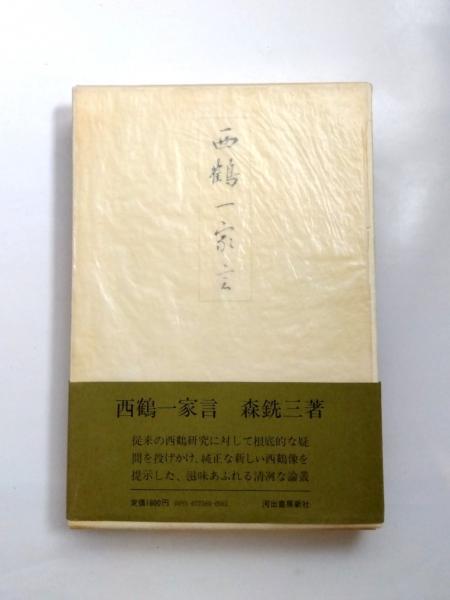 西鶴一家言
西鶴一家言 森銑三著
従来の西鶴研究に対して根底的な疑
問を投げかけ、純正な新しい西鶴像を
提示した、滋味あふれる清冽な論叢
定価1600円
河出書房新社